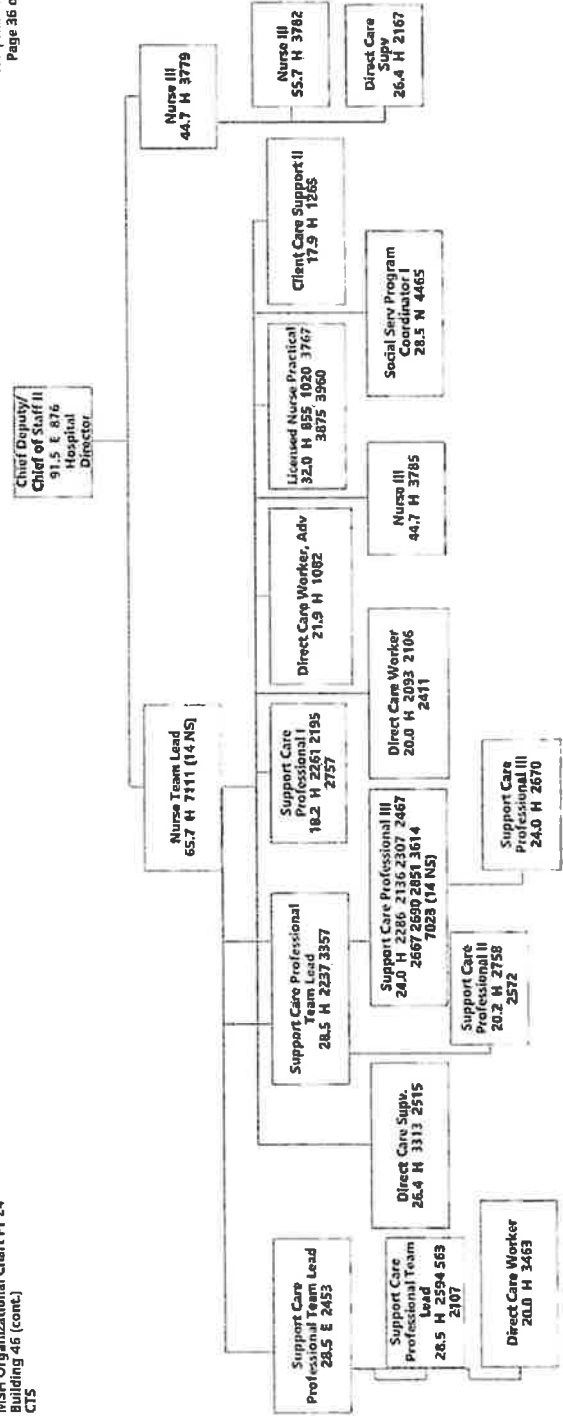 MSH Organizational Chart FY 24
Building 46 (cont.)
CTS
Page 36 o
Chief Deputy/
Chief of Staff II
91.5 E 876
Hospital
Director
Nurse Team Lead
65.7 H 7111 (14 NS)
Nurse III
44.7 H 3779
Nurse III
55.7 H 3782
Direct Care
Supv
26.4 H 2167
Support Care
Professional Team Lead
28.5 E 2453
Support Care Professional
Team Lead
28.5 H 2237 3357
Support Care
Professional I
18.2 H 2261 2195
2757
Direct Care Worker, Adv
21.9 H 1082
Licensed Nurse Practical
32.0 H 855 1020 3767
3875 3960
Client Care Support II
17.9 H 1265
Support Care
Professional Team
Lead
28.5 H 2594 563
2107
Direct Care Supv.
26.4 H 3313 2515
Support Care Professional III
24.0 H 2286 2136 2307 2467
2667 2690 2851 3614
7028 (14 NS)
Direct Care Worker
20.0 H 2093 2106
2411
Nurse III
44.7 H 3785
Social Serv Program
Coordinator I
28.5 N 4465
Direct Care Worker
20.0 H 3463
Support Care
Professional II
20.2 H 2758
2572
Support Care
Professional III
24.0 H 2670